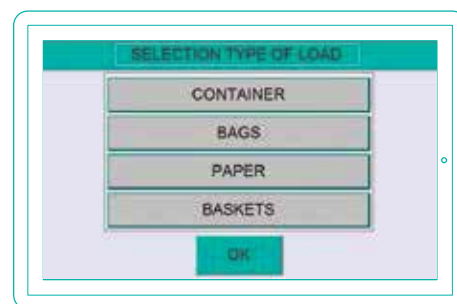 SELECTION TYPE OF LOAD
CONTAINER
BAGS
PAPER
BASKETS
OK